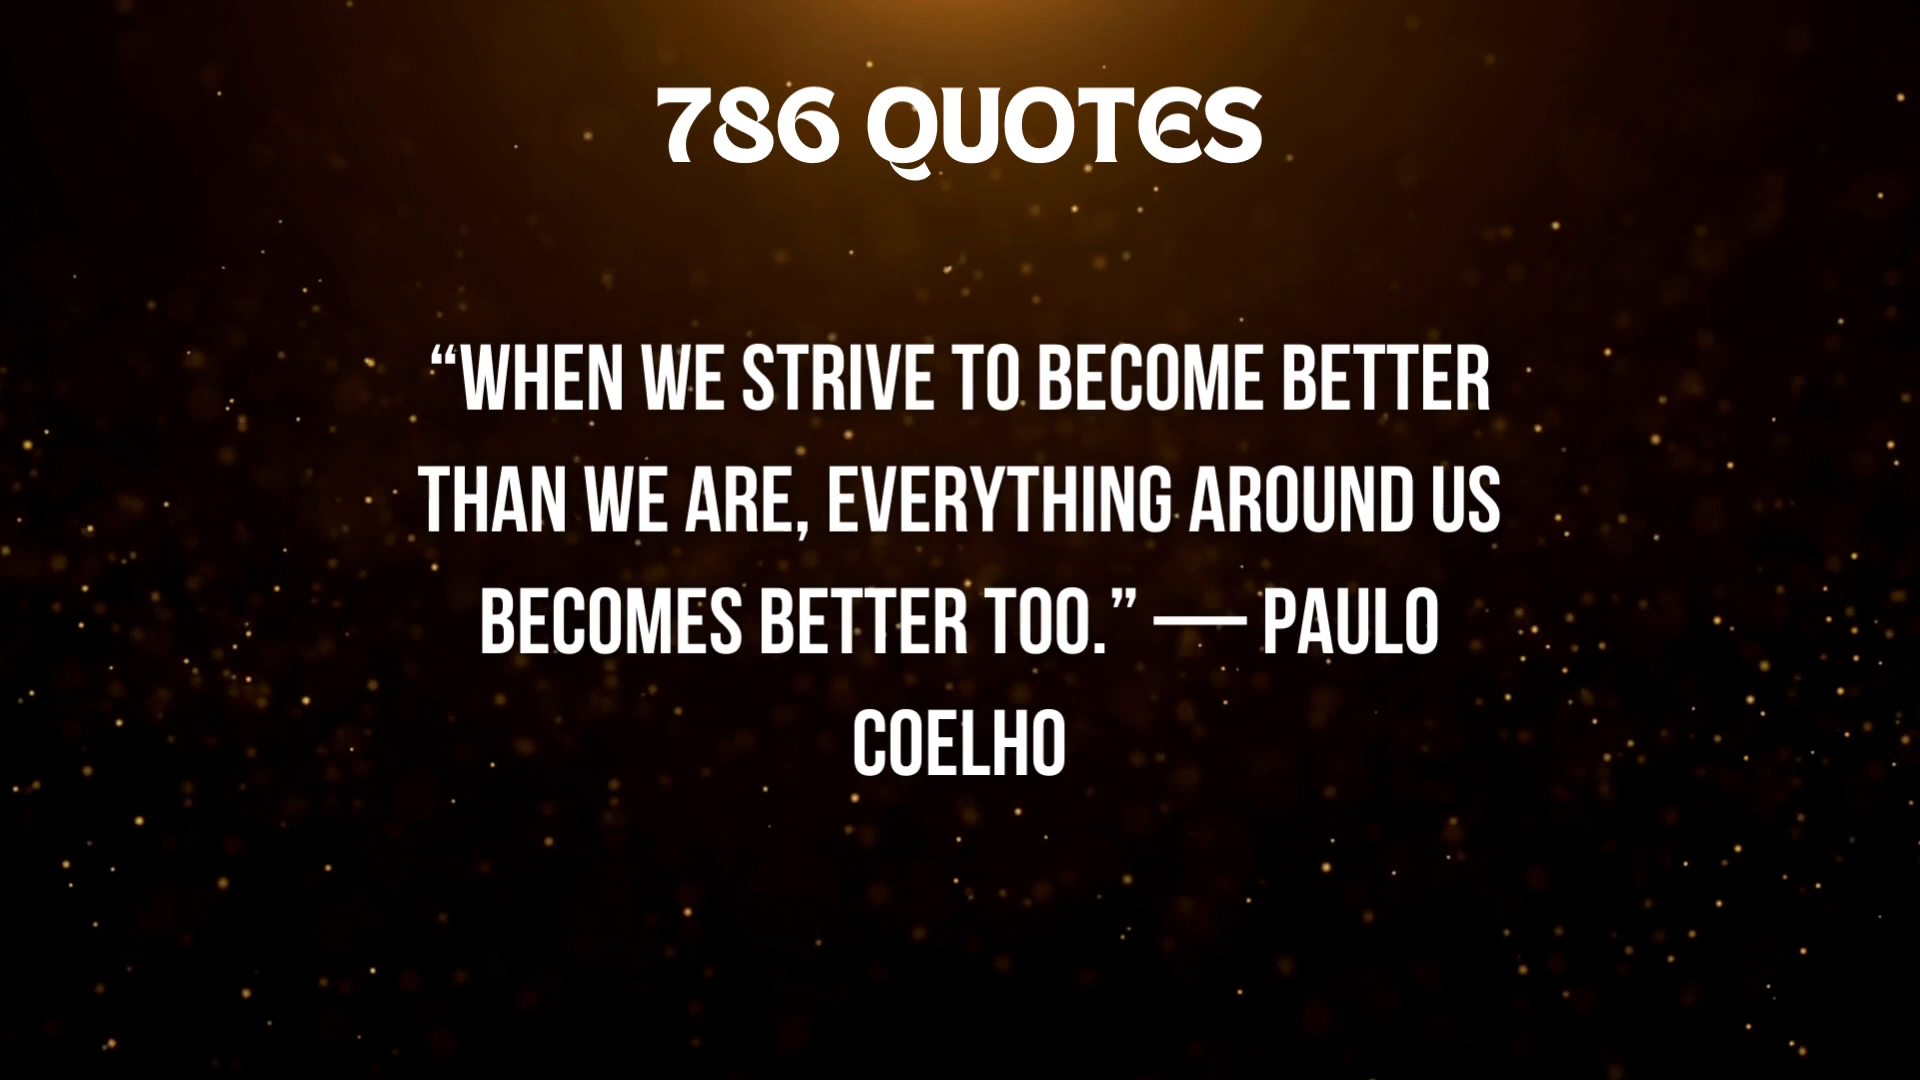 786 QUOTES
“WHEN WE STRIVE TO BECOME BETTER
THAN WE ARE, EVERYTHING AROUND US
BECOMES BETTER TOO.” — PAULO
COELHO